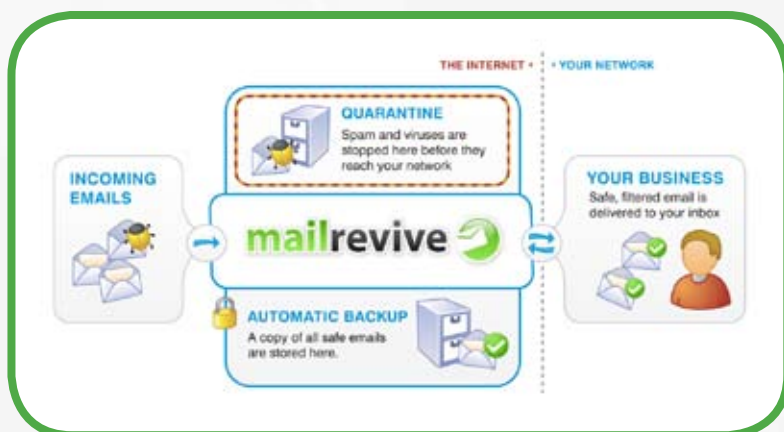 THE INTERNET • • YOUR NETWORK
QUARANTINE
Spam and viruses are
stopped here before they
reach your network
INCOMING
EMAILS
mailrevive
YOUR BUSINESS
Safe, filtered email is
delivered to your inbox
AUTOMATIC BACKUP
A copy of all safe emails
are stored here.